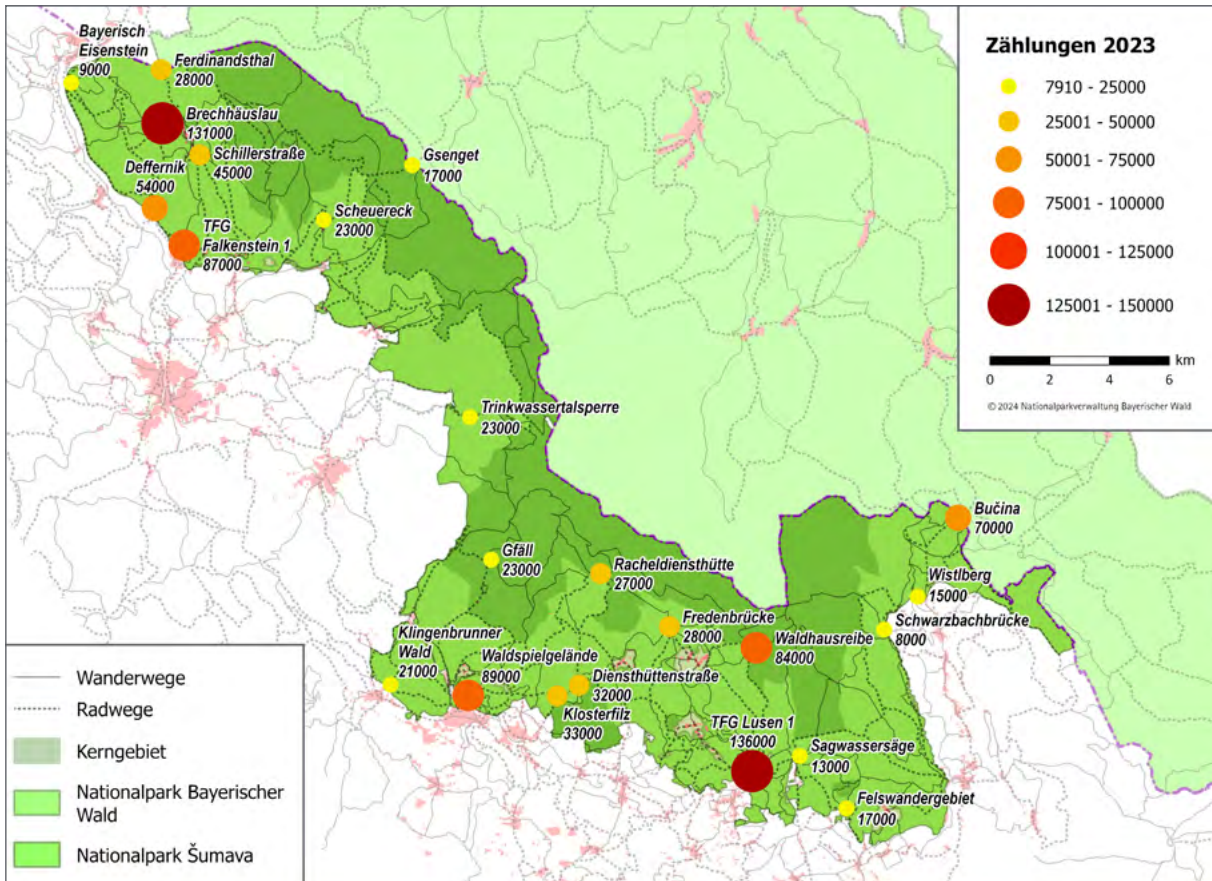 Bayerisch
Eisenstein
9000
Ferdinandsthal
28000
Brechhäuslau
131000
Schillerstraße
45000
Deffernik
54000
TFG
Falkenstein 1
87000
Scheuereck
23000
Gsenget
17000
Trinkwassertalsperre
23000
Gfäll
23000
Racheldiensthütte
27000
Fredenbrücke
28000
Waldhausreibe
84000
Klingenbrunner
Wald
21000
Waldspielgelände
89000
Diensthüttenstraße
32000
Klosterfilz
33000
TFG Lusen 1
136000
Sagwassersäge
13000
Felswandergebiet
17000
Bučina
70000
Wistlberg
15000
Schwarzbachbrücke
8000
Zählungen 2023
7910 - 25000
25001 - 50000
50001 - 75000
75001 - 100000
100001 - 125000
125001 - 150000
km
0 2 4 6
© 2024 Nationalparkverwaltung Bayerischer Wald
Wanderwege
Radwege
Kerngebiet
Nationalpark Bayerischer
Wald
Nationalpark Šumava